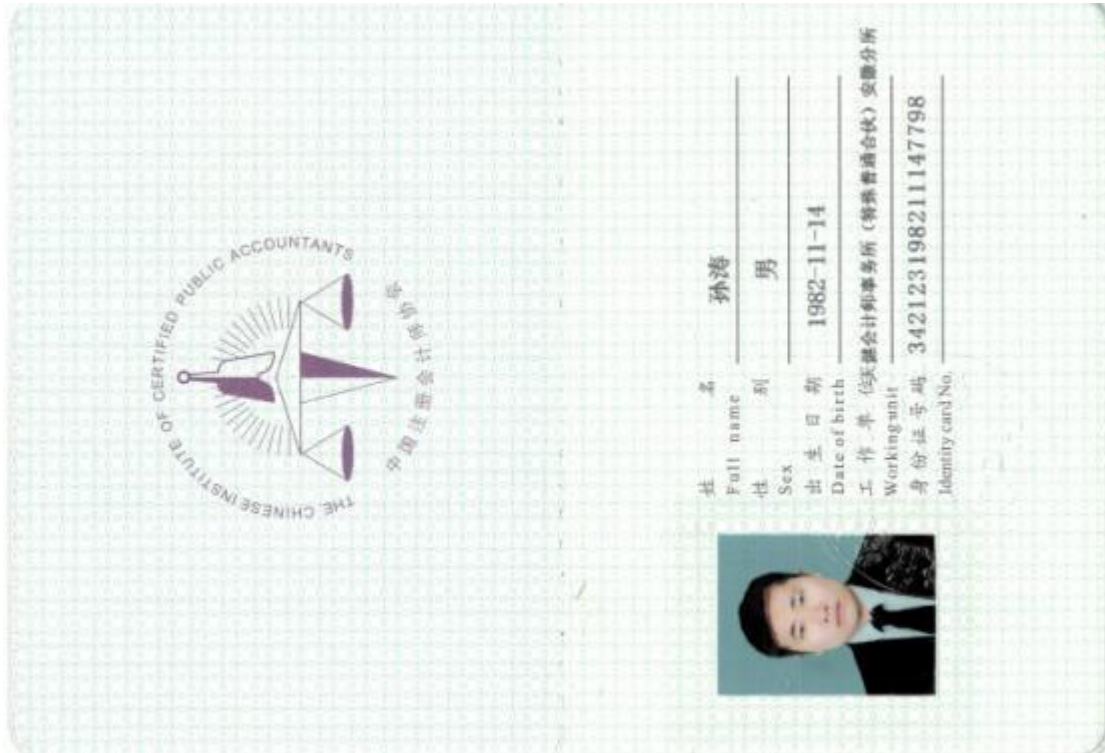 THE CHINESE INSTITUTE OF CERTIFIED PUBLIC ACCOUNTANTS
中国注册会计师协会
姓 名 孙涛
Full name
性 别 男
Sex
出 生 日 期 1982-11-14
Date of birth
工 作 单 位 天健会计师事务所（特殊普通合伙）安徽分所
Working unit
身 份 证 号 码 342123198211147798
Identity card No.